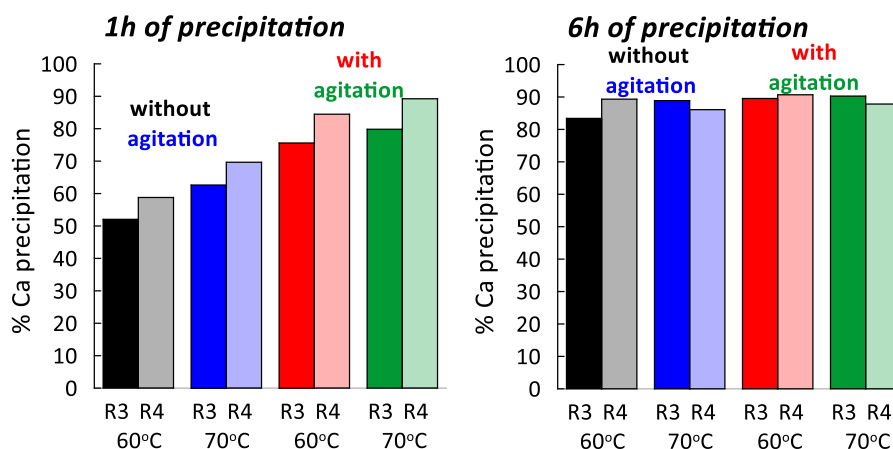 1h of precipitation
with
agitation
without
agitation
% Ca precipitation
100
90
80
70
60
50
40
30
20
10
0
R3 R4 R3 R4 R3 R4 R3 R4
60°C 70°C 60°C 70°C
6h of precipitation
without
agitation
with
agitation
% Ca precipitation
100
90
80
70
60
50
40
30
20
10
0
R3 R4 R3 R4 R3 R4 R3 R4
60°C 70°C 60°C 70°C